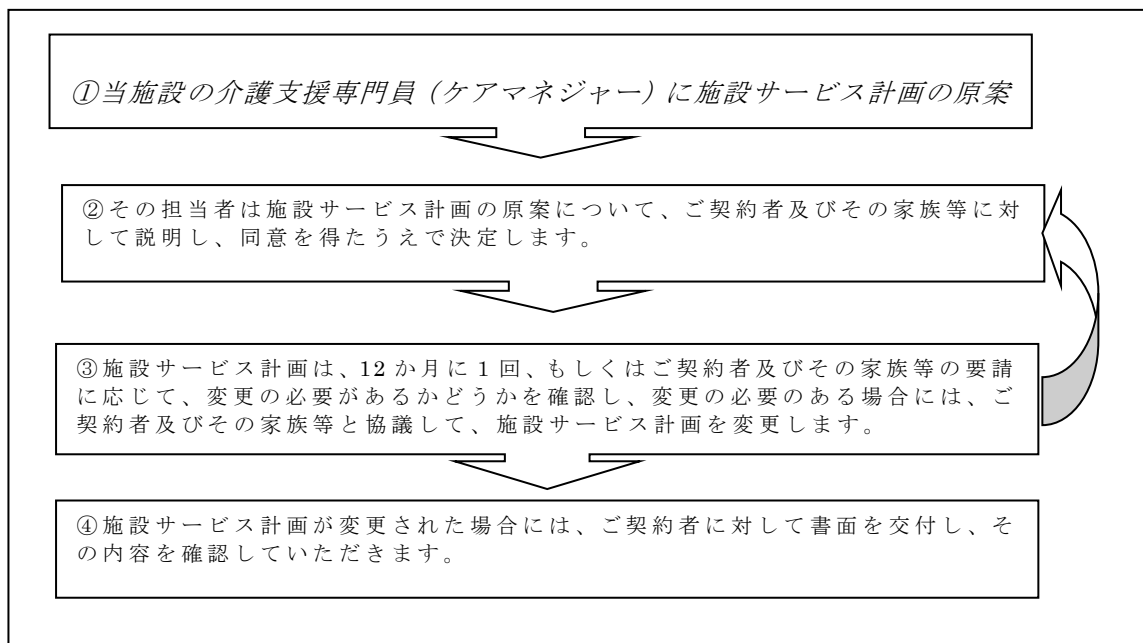 ①当施設の介護支援専門員（ケアマネジャー）に施設サービス計画の原案
②その担当者は施設サービス計画の原案について、ご契約者及びその家族等に対
して説明し、同意を得たうえで決定します。
③施設サービス計画は、12か月に1回、もしくはご契約者及びその家族等の要請
に応じて、変更の必要があるかどうかを確認し、変更の必要のある場合には、ご
契約者及びその家族等と協議して、施設サービス計画を変更します。
④施設サービス計画が変更された場合には、ご契約者に対して書面を交付し、そ
の内容を確認していただきます。